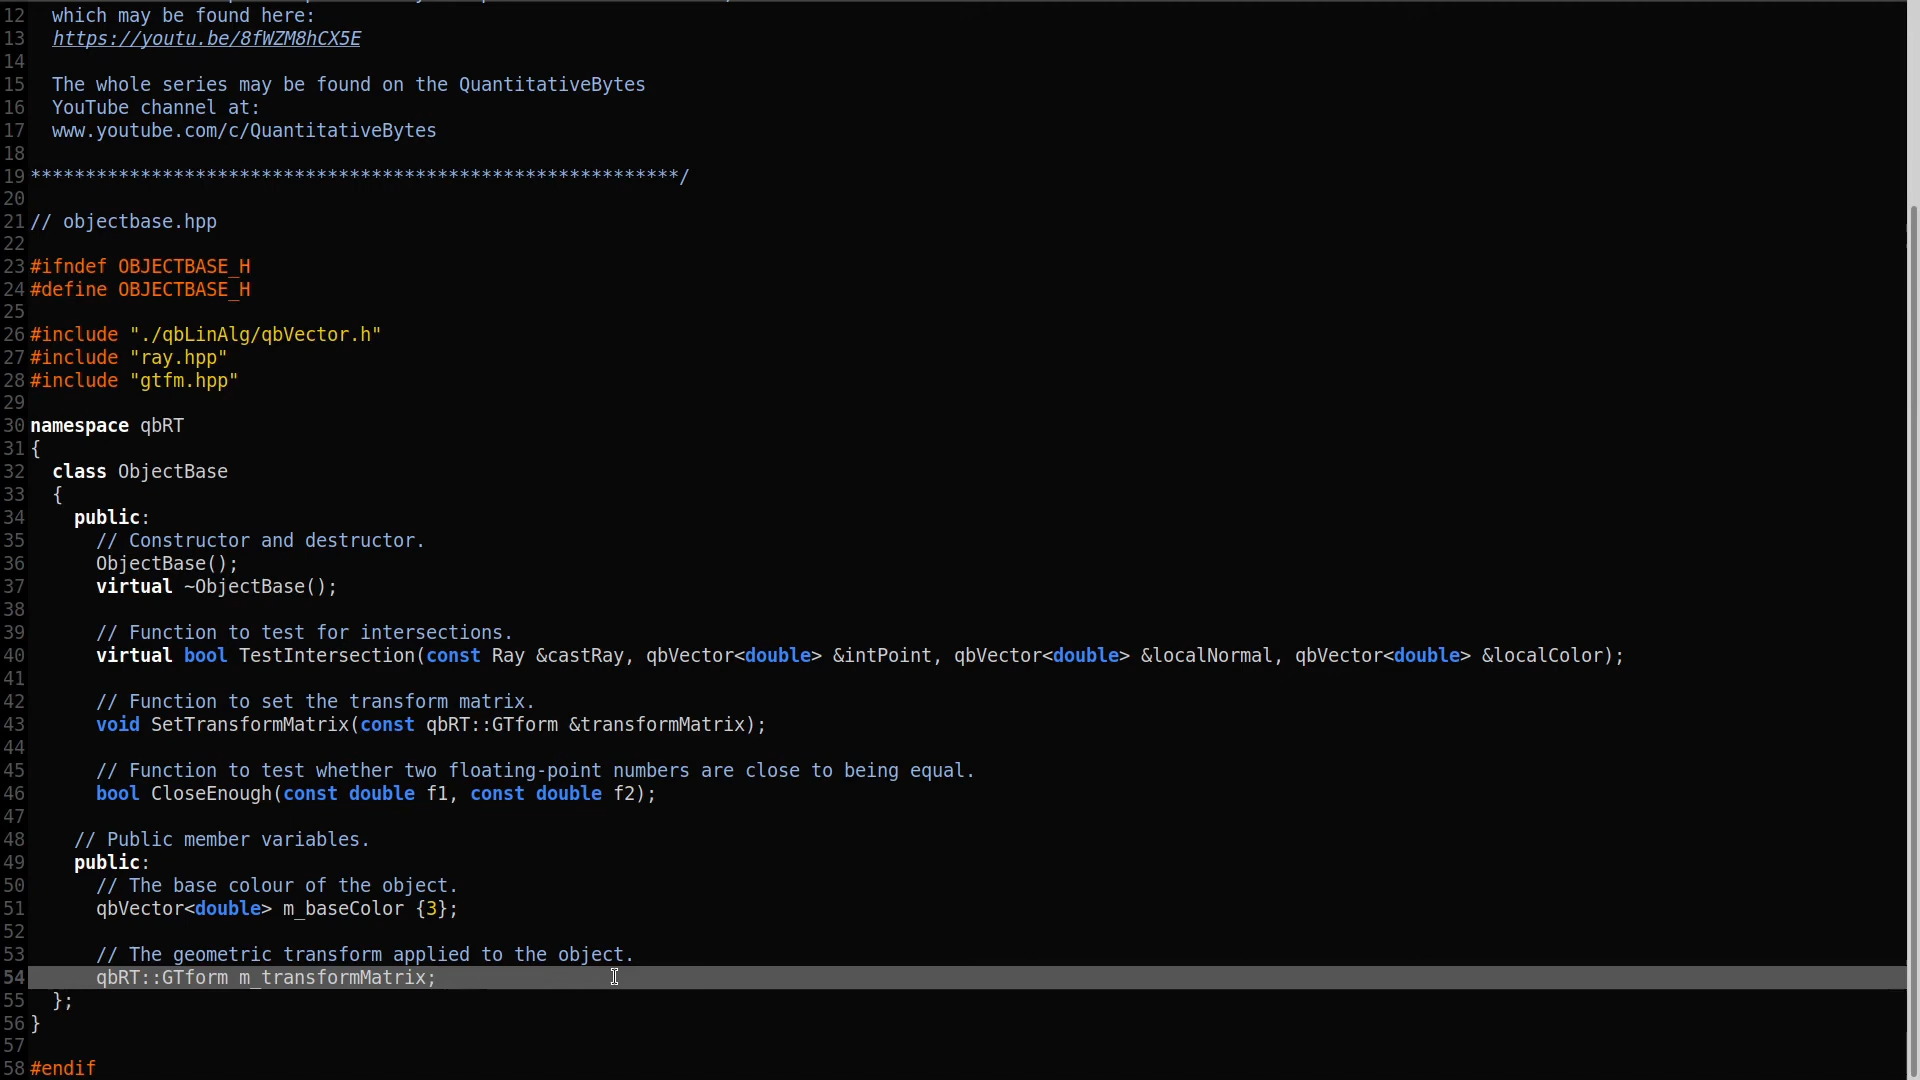 12 which may be found here:
13 https://youtu.be/8fWZM8hCX5E
14
15 The whole series may be found on the QuantitativeBytes
16 YouTube channel at:
17 www.youtube.com/c/QuantitativeBytes
18
19 ***********************************************************/
20
21 // objectbase.hpp
22
23 #ifndef OBJECTBASE_H
24 #define OBJECTBASE_H
25
26 #include "./qbLinAlg/qbVector.h"
27 #include "ray.hpp"
28 #include "gtfm.hpp"
29
30 namespace qbRT
31 {
32   class ObjectBase
33   {
34     public:
35       // Constructor and destructor.
36       ObjectBase();
37       virtual ~ObjectBase();
38
39       // Function to test for intersections.
40       virtual bool TestIntersection(const Ray &castRay, qbVector<double> &intPoint, qbVector<double> &localNormal, qbVector<double> &localColor);
41
42       // Function to set the transform matrix.
43       void SetTransformMatrix(const qbRT::GTform &transformMatrix);
44
45       // Function to test whether two floating-point numbers are close to being equal.
46       bool CloseEnough(const double f1, const double f2);
47
48     // Public member variables.
49     public:
50       // The base colour of the object.
51       qbVector<double> m_baseColor {3};
52
53       // The geometric transform applied to the object.
54       qbRT::GTform m_transformMatrix;
55   };
56 }
57
58 #endif